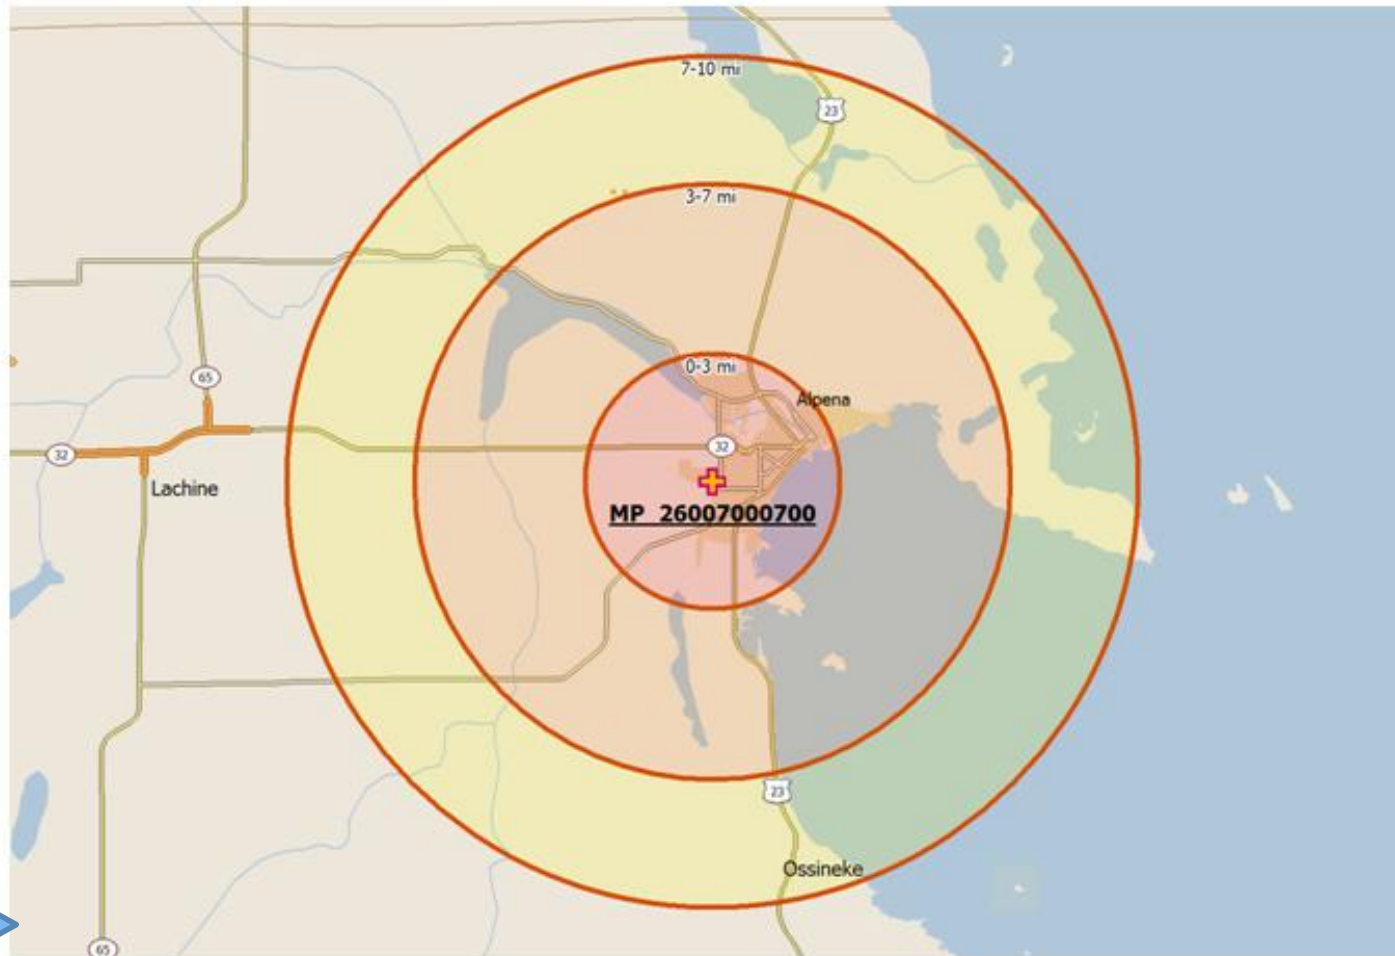 7-10 mi
23
3-7 mi
0-3 mi
65
Alpena
32
32
Lachine
MP 26007000700
23
Ossineke
65